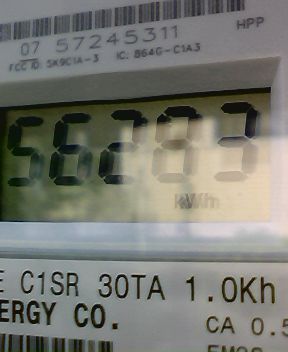 HPP
07 57245311
FCC ID: SK9C1A-3 IC: 864G-C1A3
56283
kWh
E C1SR 30TA 1.0Kh
ERGY CO.
CA 0.5